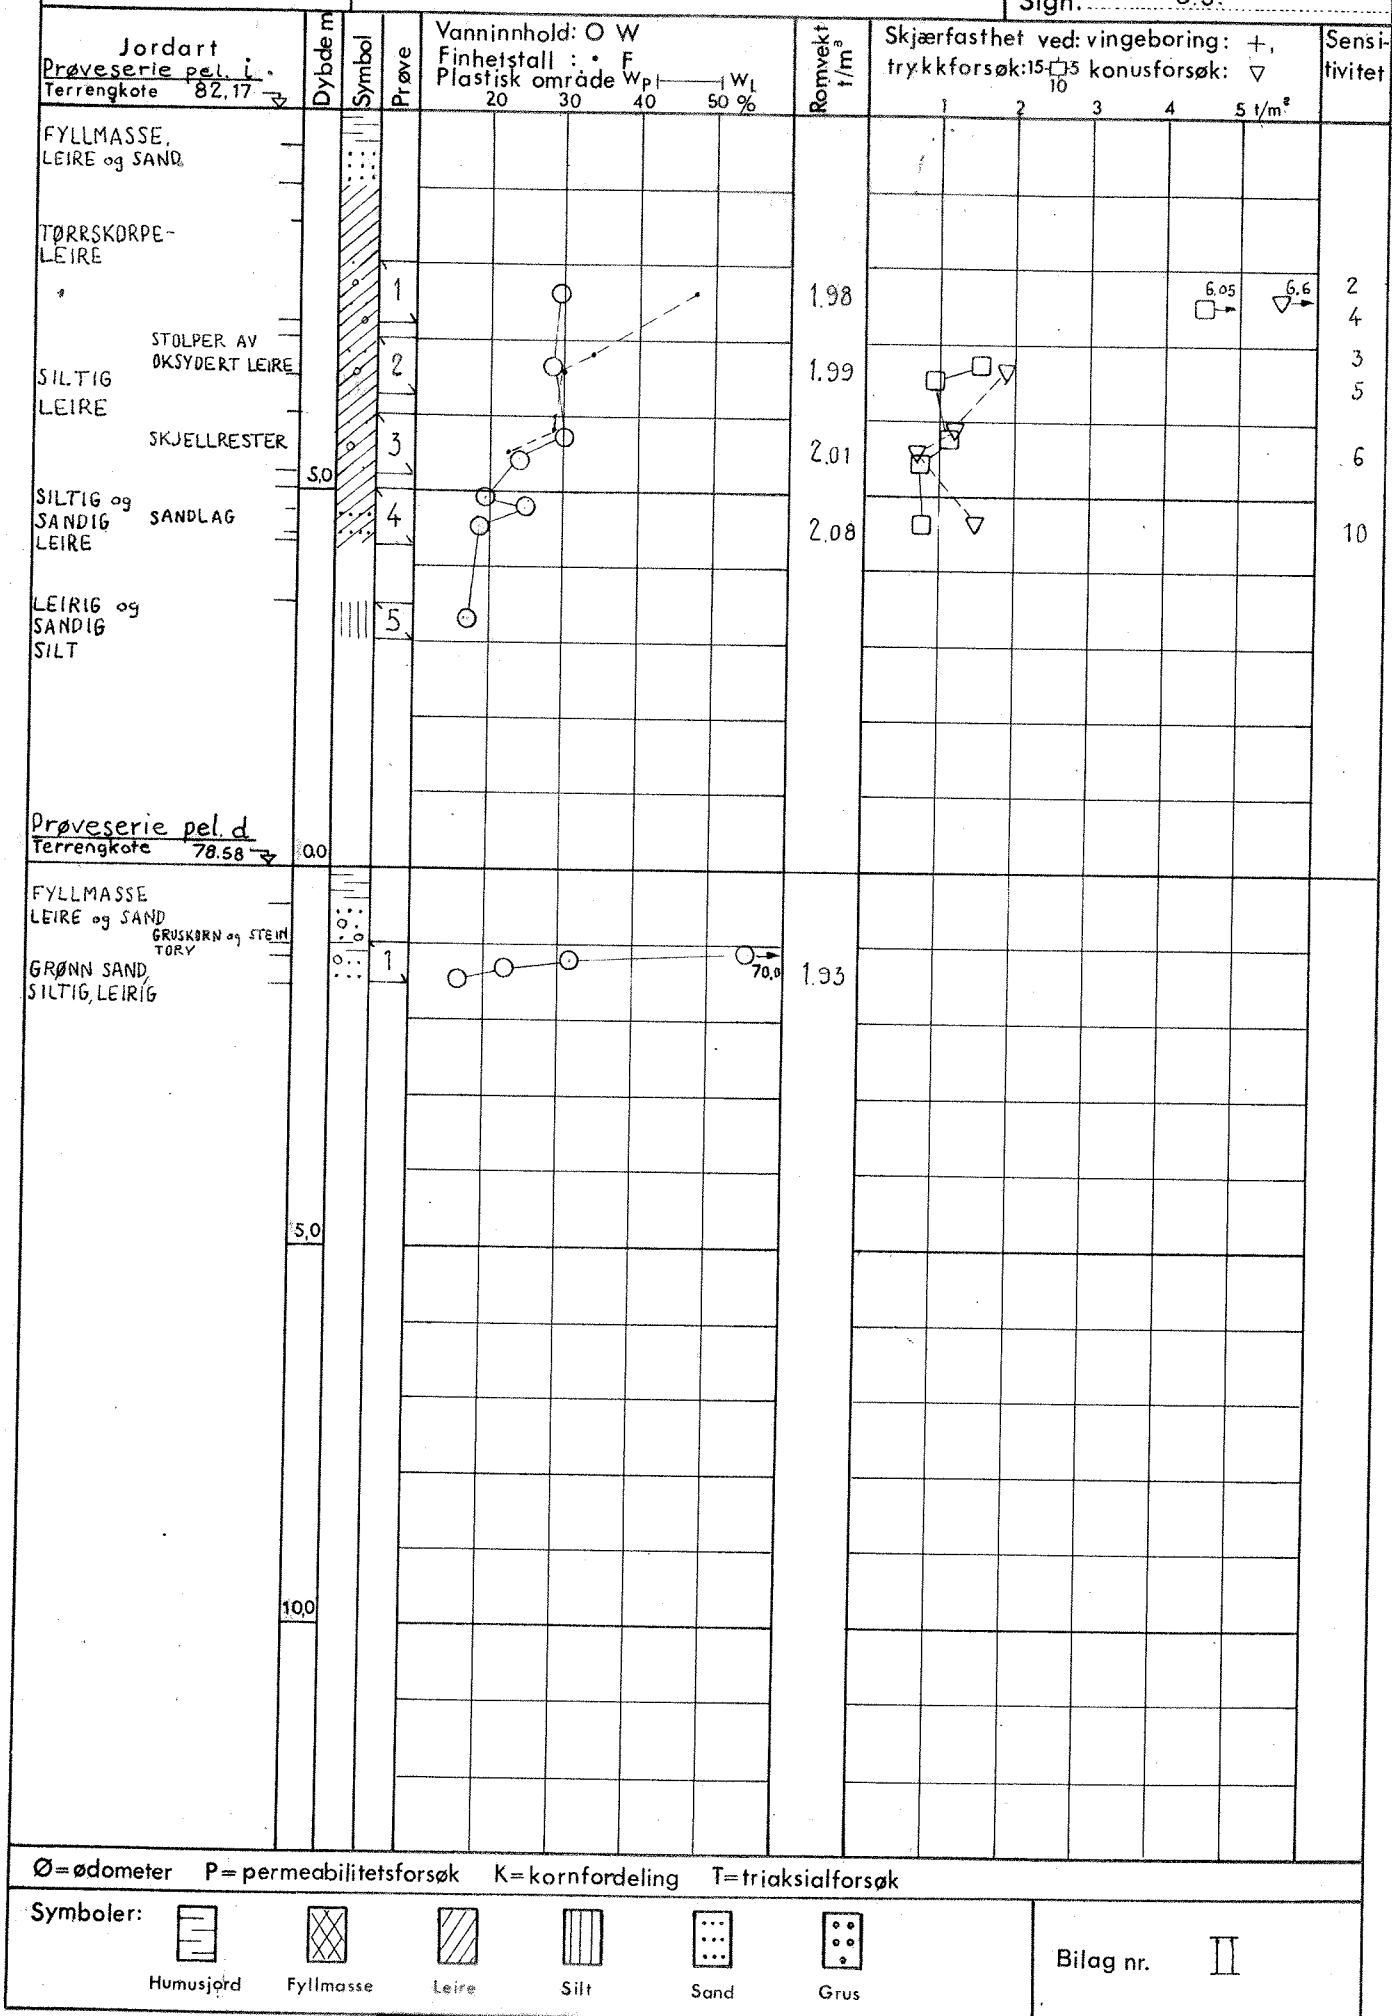 Sign.
Jordart
Prøveserie pel. i.
Terrengkote 82,17
Dybde m
Symbol
Prøve
Vanninnhold: O W
Finhetstall : • F
Plastisk område Wp WL
20 30 40 50 %
Romvekt t/m³
Skjærfasthet ved: vingeboring: +,
trykkforsøk: 15 5 konusforsøk: ▽
10
1 2 3 4 5 t/m²
Sensi-
tivitet
FYLLMASSE,
LEIRE og SAND
TØRRSKORPE-
LEIRE
1 1.98 6.05 6.6 2
4
STOLPER AV
OKSYDERT LEIRE
2 1.99 3
SILTIG
LEIRE
5
SKJELLRESTER 3 2.01 6
5,0
SILTIG og
SANDIG SANDLAG 4 2.08 10
LEIRE
LEIRIG og
SANDIG 5
SILT
Prøveserie pel. d
Terrengkote 78.58 0.0
FYLLMASSE
LEIRE og SAND
GRUSKORN og STEIN
TORV
GRØNN SAND, 1 70,0 1.93
SILTIG, LEIRIG
5,0
10,0
Ø=ødometer P=permeabilitetsforsøk K=kornfordeling T=triaksialforsøk
Symboler:
Humusjord Fyllmasse Leire Silt Sand Grus
Bilag nr. II